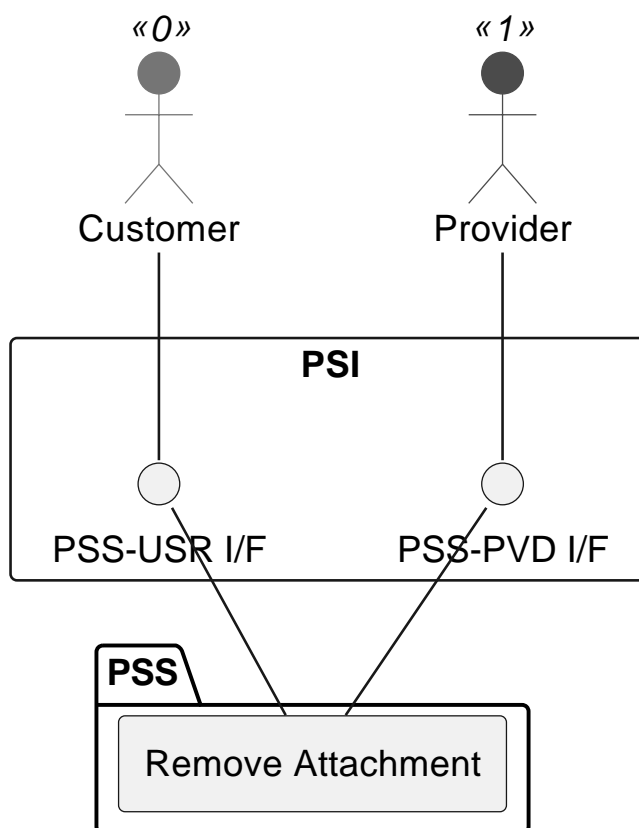 «0» «1»
Customer Provider
PSI
PSS-USR I/F PSS-PVD I/F
PSS
Remove Attachment